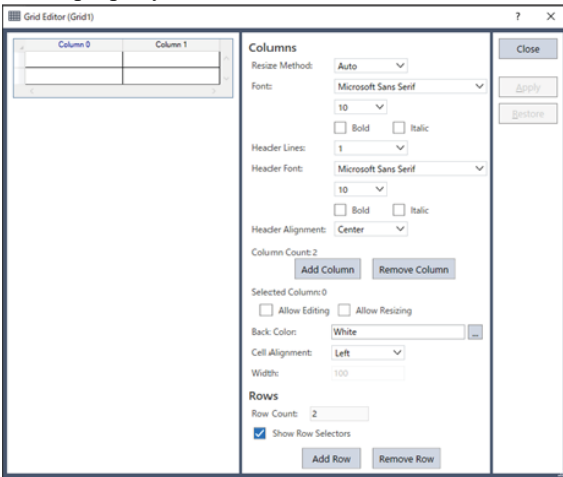 Grid Editor (Grid1) ? X
Column 0 Column 1
Columns
Resize Method: Auto
Font: Microsoft Sans Serif
10
Bold Italic
Header Lines: 1
Header Font: Microsoft Sans Serif
10
Bold Italic
Header Alignment: Center
Column Count: 2
Add Column Remove Column
Selected Column: 0
Allow Editing Allow Resizing
Back Color: White ...
Cell Alignment: Left
Width: 100
Rows
Row Count: 2
Show Row Selectors
Add Row Remove Row
Close
Apply
Restore